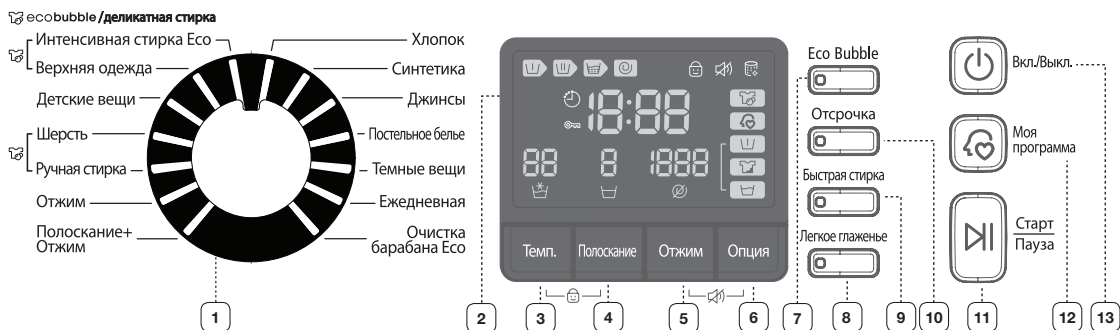 ecobubble/деликатная стирка
Интенсивная стирка Eco
Верхняя одежда
Детские вещи
Шерсть
Ручная стирка
Отжим
Полоскание+
Отжим
Хлопок
Синтетика
Джинсы
Постельное белье
Темные вещи
Ежедневная
Очистка
барабана Eco
18:88
88
8
1888
Темп.
Полоскание
Отжим
Опция
Eco Bubble
Отсрочка
Быстрая стирка
Легкое глаженье
Вкл./Выкл.
Моя
программа
Старт
Пауза
1
2
3
4
5
6
7
8
9
10
11
12
13